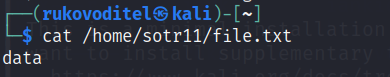 ┌──(rukovoditel㉿kali)-[~]
└─$ cat /home/sotr11/file.txt
data